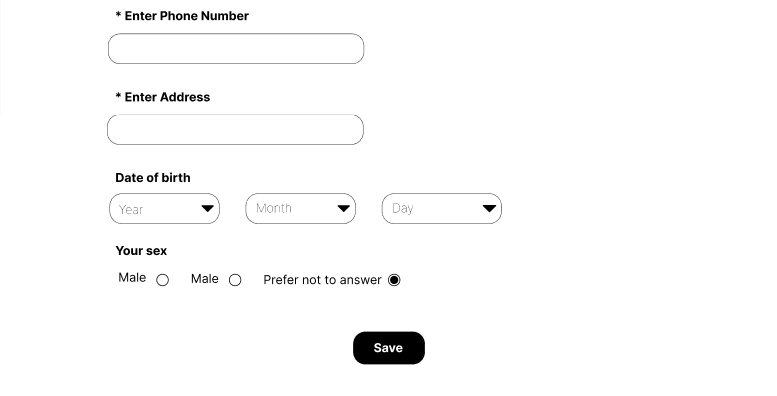 * Enter Phone Number
* Enter Address
Date of birth
Year Month Day
Your sex
Male Male Prefer not to answer
Save